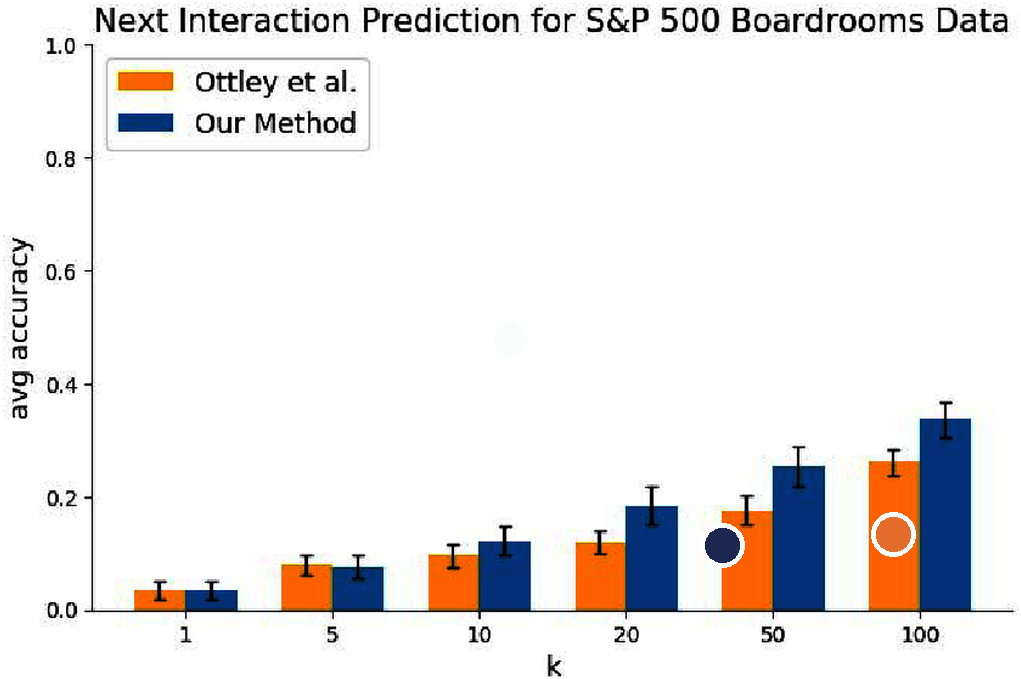 Next Interaction Prediction for S&P 500 Boardrooms Data
1.0
0.8
0.6
0.4
0.2
0.0
avg accuracy
Ottley et al.
Our Method
1 5 10 20 50 100
k